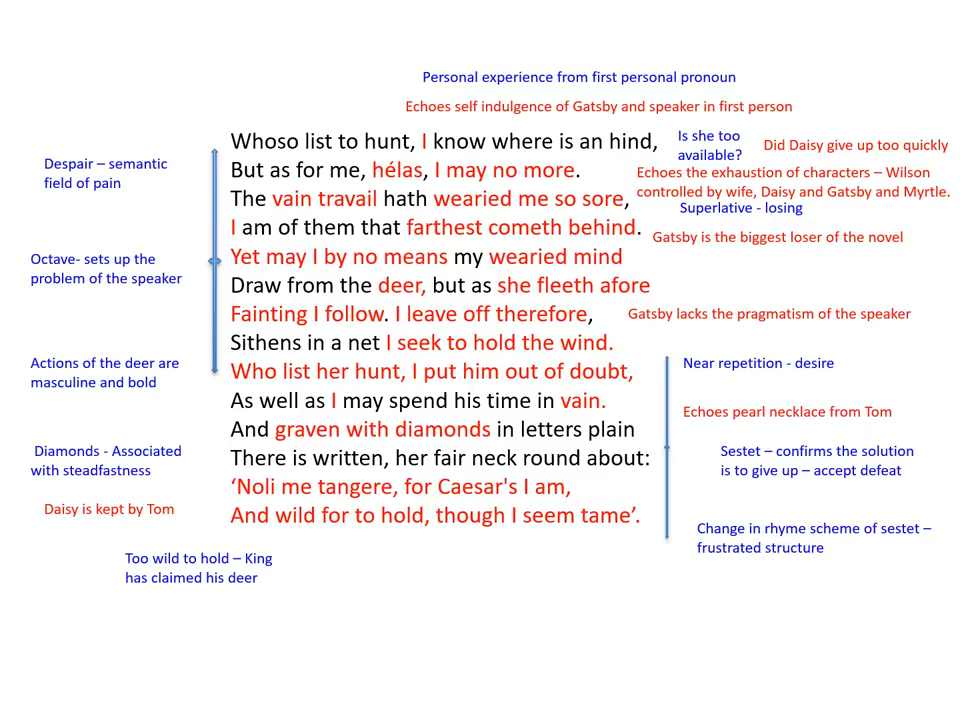 Personal experience from first personal pronoun
Echoes self indulgence of Gatsby and speaker in first person
Whoso list to hunt, I know where is an hind,
But as for me, hélas, I may no more.
The vain travail hath wearied me so sore,
I am of them that farthest cometh behind.
Yet may I by no means my wearied mind
Draw from the deer, but as she fleeth afore
Fainting I follow. I leave off therefore,
Sithens in a net I seek to hold the wind.
Who list her hunt, I put him out of doubt,
As well as I may spend his time in vain.
And graven with diamonds in letters plain
There is written, her fair neck round about:
‘Noli me tangere, for Caesar's I am,
And wild for to hold, though I seem tame’.
Despair – semantic
field of pain
Octave- sets up the
problem of the speaker
Actions of the deer are
masculine and bold
Diamonds - Associated
with steadfastness
Daisy is kept by Tom
Too wild to hold – King
has claimed his deer
Is she too
available?
Did Daisy give up too quickly
Echoes the exhaustion of characters – Wilson
controlled by wife, Daisy and Gatsby and Myrtle.
Superlative - losing
Gatsby is the biggest loser of the novel
Gatsby lacks the pragmatism of the speaker
Near repetition - desire
Echoes pearl necklace from Tom
Sestet – confirms the solution
is to give up – accept defeat
Change in rhyme scheme of sestet –
frustrated structure